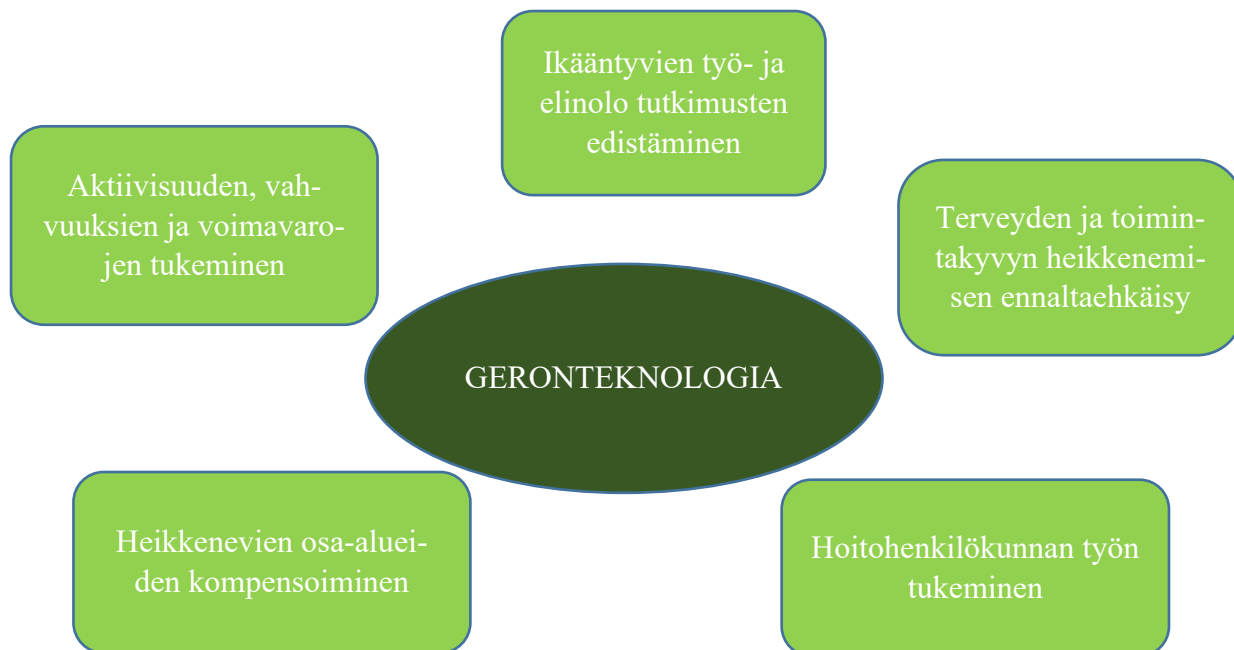 Ikääntyvien työ- ja
elinolo tutkimusten
edistäminen
Aktiivisuuden, vah-
vuuksien ja voimavaro-
jen tukeminen
Terveyden ja toimin-
takyvyn heikkenemi-
sen ennaltaehkäisy
GERONTEKNOLOGIA
Heikkenevien osa-aluei-
den kompensoiminen
Hoitohenkilökunnan työn
tukeminen